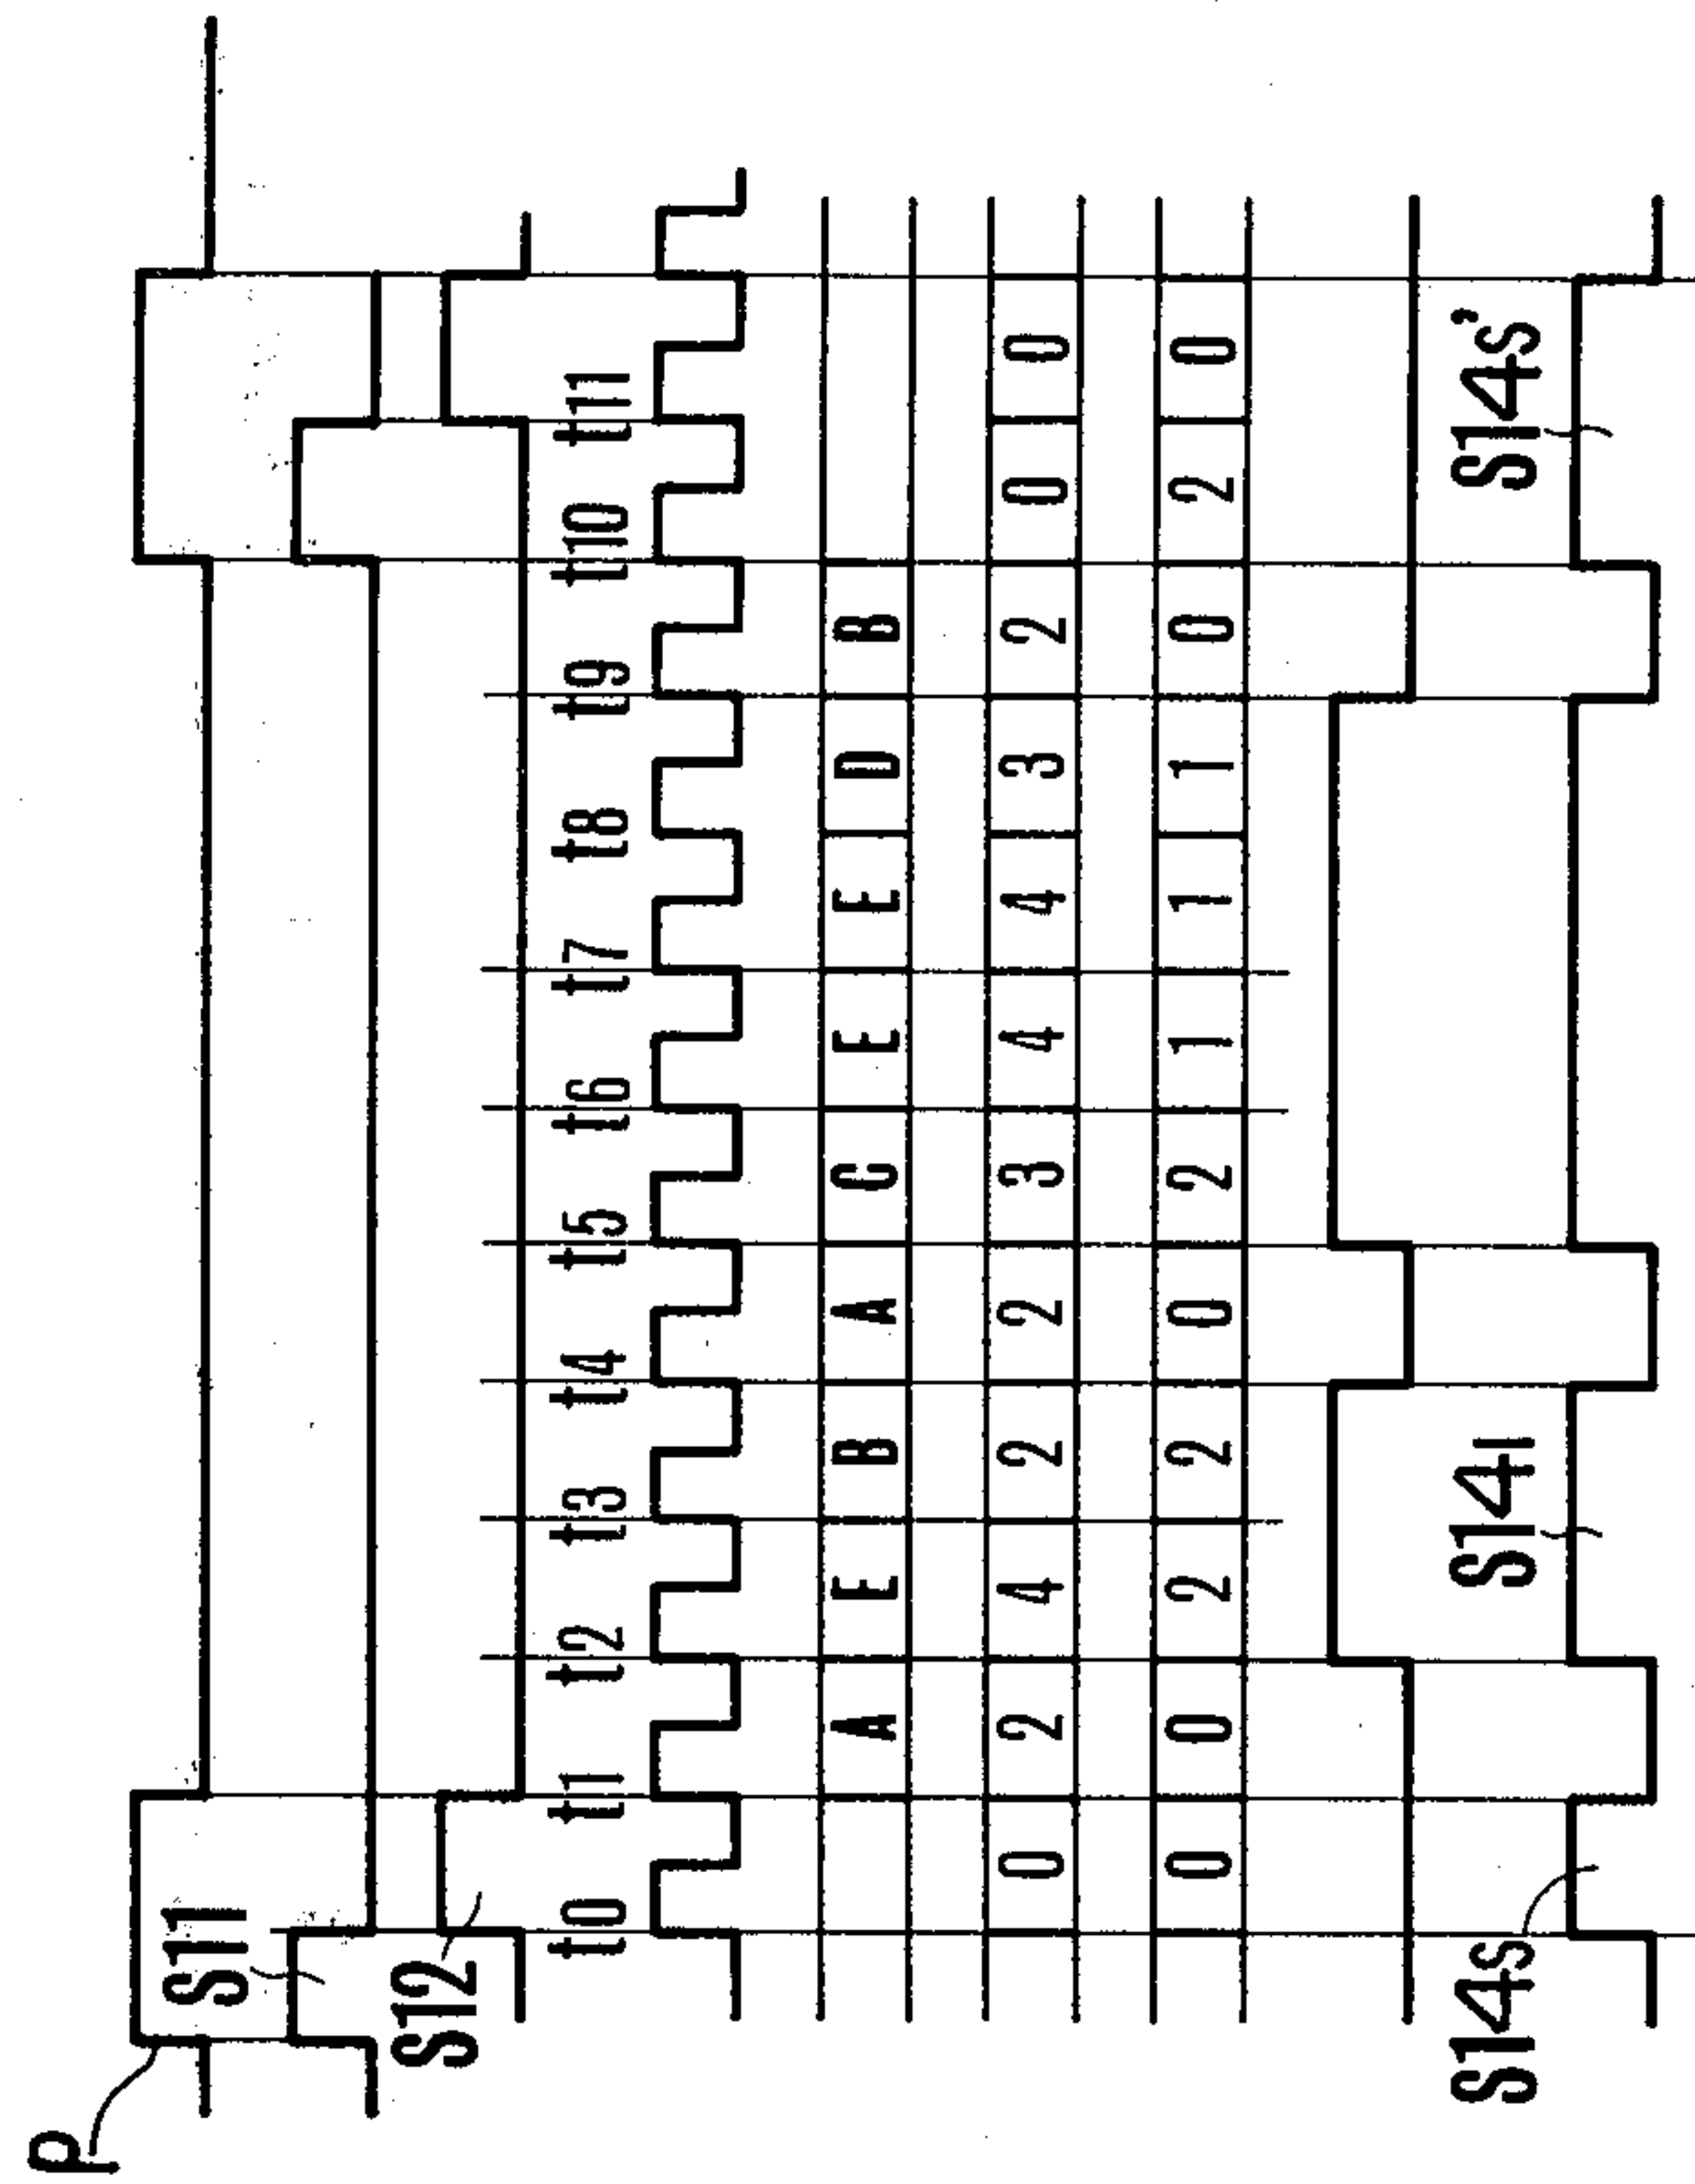 p
S11
S12
t0 t1 t2 t3 t4 t5 t6 t7 t8 t9 t10 t11
A E B A C E E D B
0 2 4 2 2 3 4 4 3 2 0 0
0 0 2 2 0 2 1 1 1 0 2 0
S14s S14l S14s'